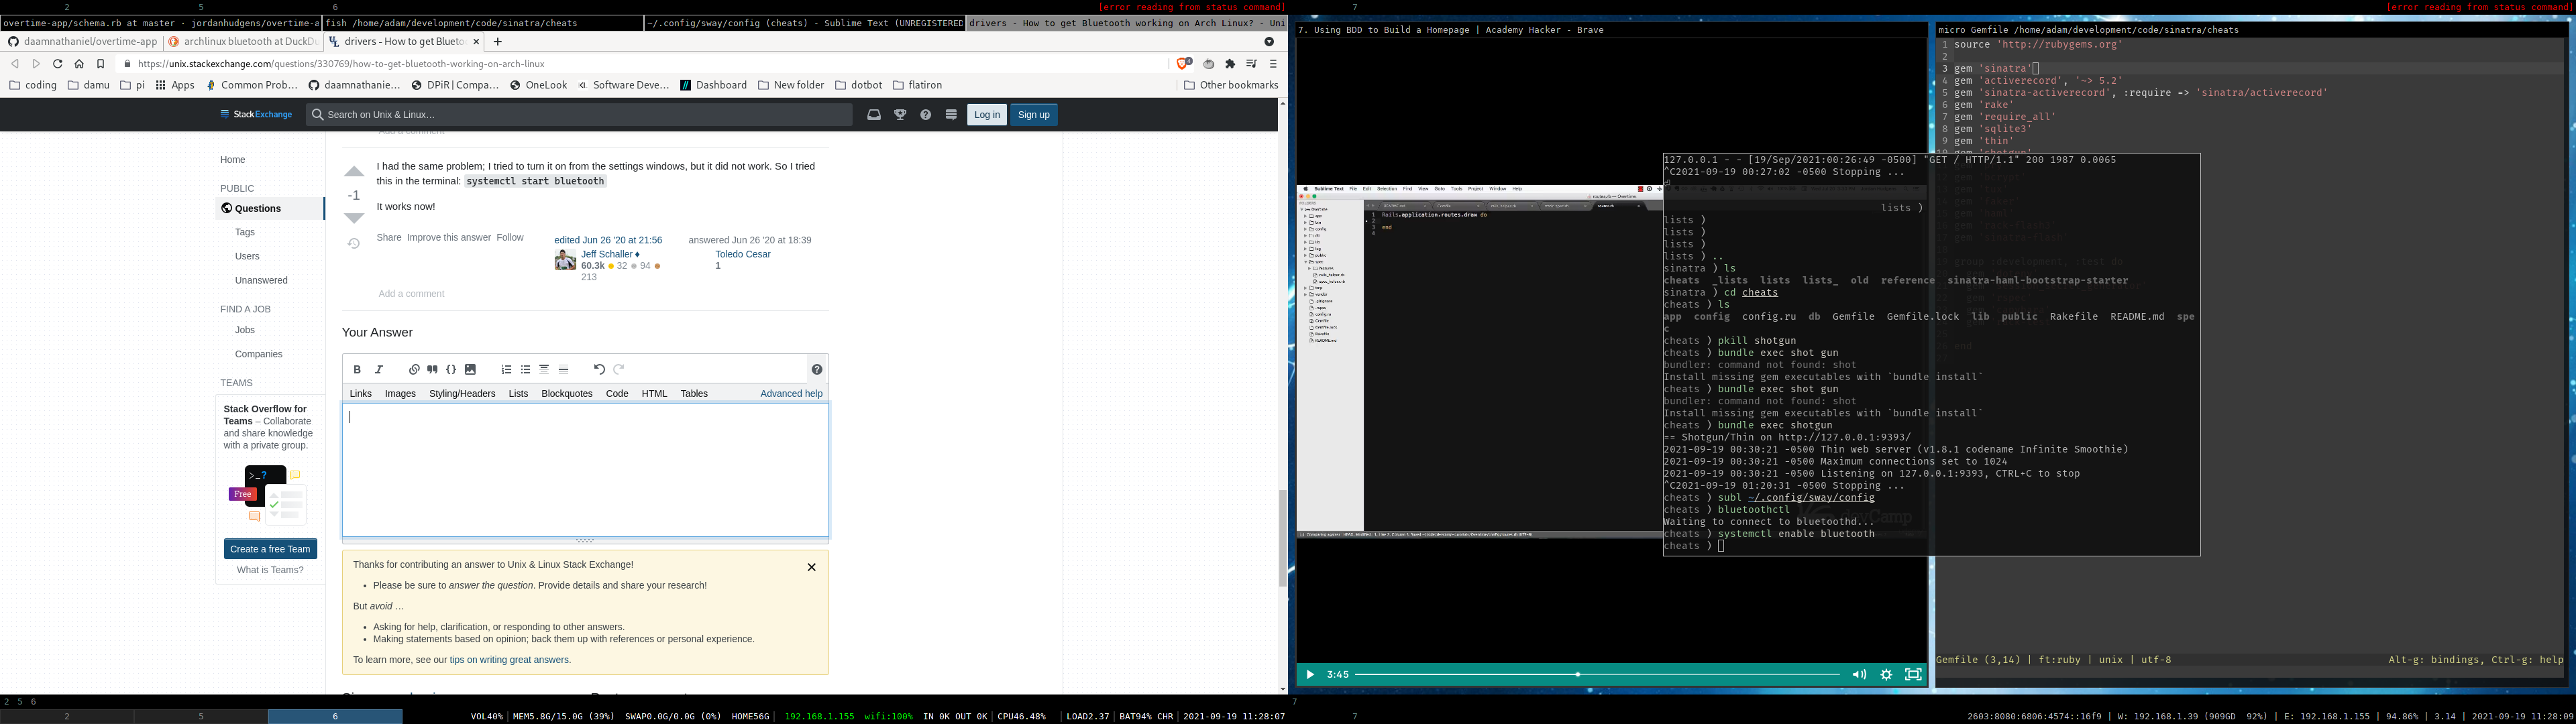 2 5 6 [error reading from status command]
7 [error reading from status command]
overtime-app/schema.rb at master · jordanhudgens/overtime-a
fish /home/adam/development/code/sinatra/cheats
~/.config/sway/config (cheats) - Sublime Text (UNREGISTERED
drivers - How to get Bluetooth working on Arch Linux? - Uni
daamnathaniel/overtime-app
archlinux bluetooth at DuckDu
drivers - How to get Blueto
https://unix.stackexchange.com/questions/330769/how-to-get-bluetooth-working-on-arch-linux
coding damu pi Apps Common Prob… daamnathanie… DPiR | Compa… OneLook Software Deve… Dashboard New folder dotbot flatiron Other bookmarks
StackExchange Search on Unix & Linux… Log in Sign up
Add a comment
Home
PUBLIC
Questions
Tags
Users
Unanswered
FIND A JOB
Jobs
Companies
TEAMS
Stack Overflow for
Teams – Collaborate
and share knowledge
with a private group.
>_?
Free
Create a free Team
What is Teams?
I had the same problem; I tried to turn it on from the settings windows, but it did not work. So I tried
this in the terminal: systemctl start bluetooth
-1
It works now!
Share Improve this answer Follow
edited Jun 26 '20 at 21:56
Jeff Schaller ♦
60.3k 32 94
213
answered Jun 26 '20 at 18:39
Toledo Cesar
1
Add a comment
Your Answer
B I {}
Links Images Styling/Headers Lists Blockquotes Code HTML Tables Advanced help
Thanks for contributing an answer to Unix & Linux Stack Exchange!
• Please be sure to answer the question. Provide details and share your research!
But avoid …
• Asking for help, clarification, or responding to other answers.
• Making statements based on opinion; back them up with references or personal experience.
To learn more, see our tips on writing great answers.
7. Using BDD to Build a Homepage | Academy Hacker - Brave
Sublime Text File Edit Selection Find View Goto Tools Project Window Help
1 Rails.application.routes.draw do
2
3 end
4
3:45
micro Gemfile /home/adam/development/code/sinatra/cheats
1 source 'http://rubygems.org'
2
3 gem 'sinatra'
4 gem 'activerecord', '~> 5.2'
5 gem 'sinatra-activerecord', :require => 'sinatra/activerecord'
6 gem 'rake'
7 gem 'require_all'
8 gem 'sqlite3'
9 gem 'thin'
Gemfile (3,14) | ft:ruby | unix | utf-8 Alt-g: bindings, Ctrl-g: help
127.0.0.1 - - [19/Sep/2021:00:26:49 -0500] "GET / HTTP/1.1" 200 1987 0.0065
^C2021-09-19 00:27:02 -0500 Stopping ...
lists )
lists )
lists )
lists )
lists ) ..
sinatra ) ls
cheats _lists lists lists_ old reference sinatra-haml-bootstrap-starter
sinatra ) cd cheats
cheats ) ls
app config config.ru db Gemfile Gemfile.lock lib public Rakefile README.md spe
c
cheats ) pkill shotgun
cheats ) bundle exec shot gun
bundler: command not found: shot
Install missing gem executables with `bundle install`
cheats ) bundle exec shot gun
bundler: command not found: shot
Install missing gem executables with `bundle install`
cheats ) bundle exec shotgun
== Shotgun/Thin on http://127.0.0.1:9393/
2021-09-19 00:30:21 -0500 Thin web server (v1.8.1 codename Infinite Smoothie)
2021-09-19 00:30:21 -0500 Maximum connections set to 1024
2021-09-19 00:30:21 -0500 Listening on 127.0.0.1:9393, CTRL+C to stop
^C2021-09-19 01:20:31 -0500 Stopping ...
cheats ) subl ~/.config/sway/config
cheats ) bluetoothctl
Waiting to connect to bluetoothd...
cheats ) systemctl enable bluetooth
cheats )
2 5 6
7
2 5 6 VOL40% | MEM5.8G/15.0G (39%) SWAP0.0G/0.0G (0%) HOME56G | 192.168.1.155 wifi:100% IN 0K OUT 0K | CPU46.48% | LOAD2.37 | BAT94% CHR | 2021-09-19 11:28:07
7 2603:8080:6806:4574::16f9 | W: 192.168.1.39 (909GD 92%) | E: 192.168.1.155 | 94.86% | 3.14 | 2021-09-19 11:28:09